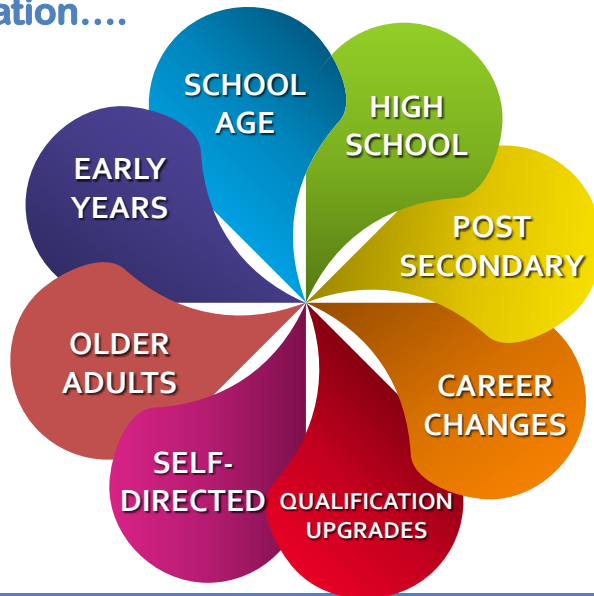 ation....
SCHOOL
AGE
HIGH
SCHOOL
POST
SECONDARY
CAREER
CHANGES
QUALIFICATION
UPGRADES
SELF-
DIRECTED
OLDER
ADULTS
EARLY
YEARS